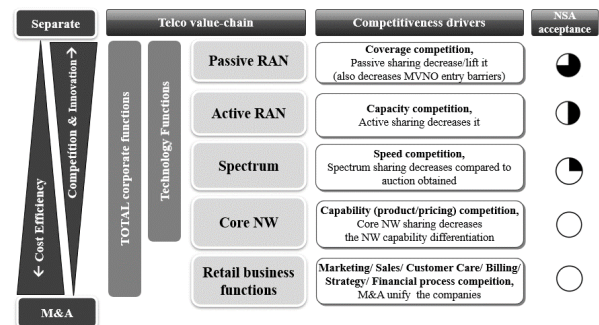 Separate
Telco value-chain
Competitiveness drivers
NSA
acceptance
Competition & Innovation →
← Cost Efficiency
TOTAL corporate functions
Technology Functions
Passive RAN
Coverage competition,
Passive sharing decrease/lift it
(also decreases MVNO entry barriers)
Active RAN
Capacity competition,
Active sharing decreases it
Spectrum
Speed competition,
Spectrum sharing decreases compared to
auction obtained
Core NW
Capability (product/pricing) competition,
Core NW sharing decreases
the NW capability differentiation
Retail business
functions
Marketing/ Sales/ Customer Care/ Billing/
Strategy/ Financial process compeition,
M&A unify the companies
M&A